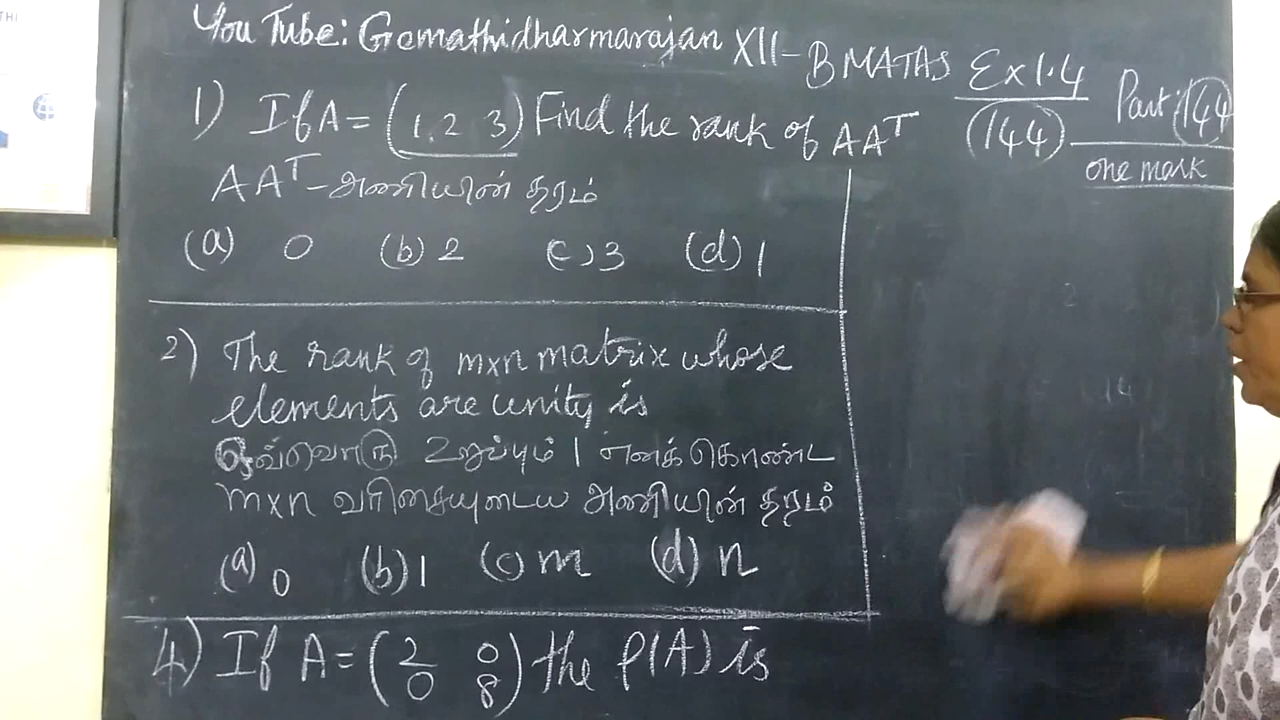 THI
You Tube: Gomathidharmarajan XII-B MATHS Ex 1.4
(144) Part: 144
one mark
1) If A = (1, 2 3) Find the rank of AAᵀ
AAᵀ - அணியின் தரம்
(a) 0 (b) 2 (c) 3 (d) 1
2) The rank of mxn matrix whose
elements are unity is
ஒவ்வொரு உறுப்பும் 1 எனக் கொண்ட
mxn வரிசையுடைய அணியின் தரம்
(a) 0 (b) 1 (c) m (d) n
4) If A = (2 0
0 8) the ρ(A) is